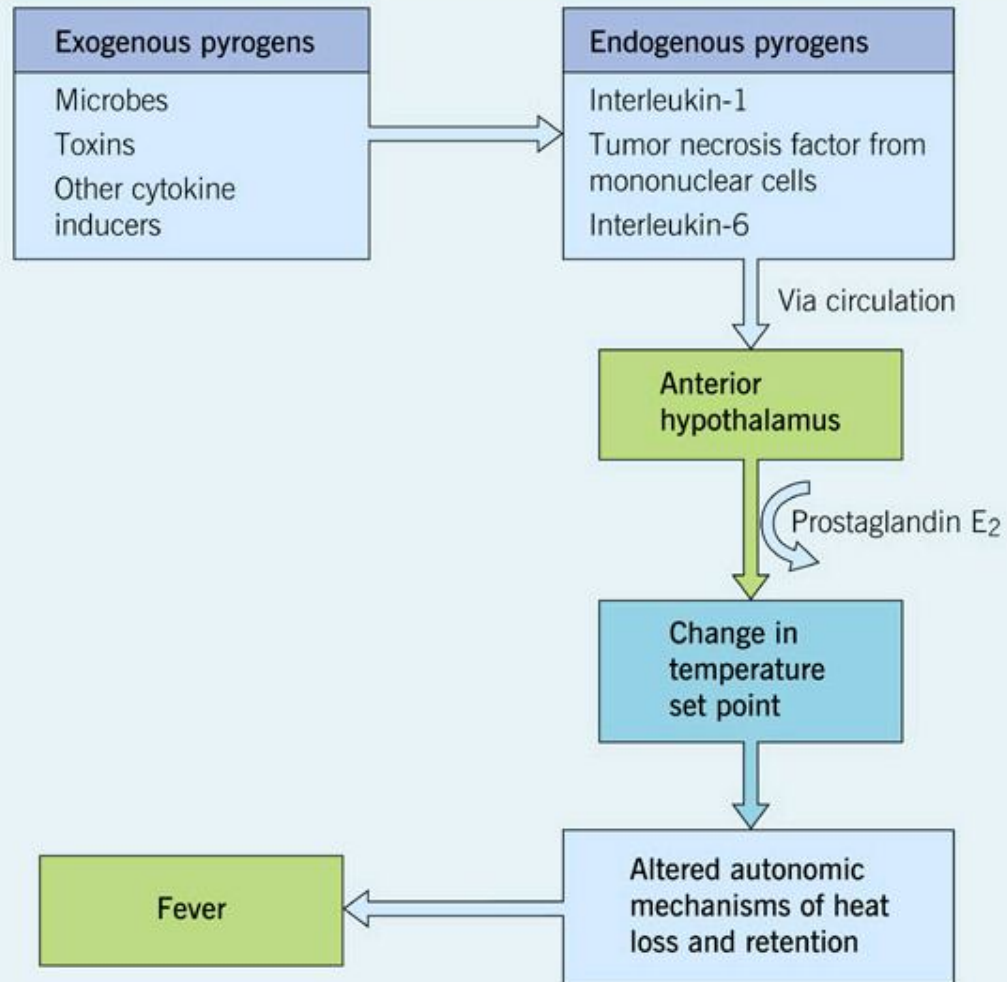 Exogenous pyrogens
Microbes
Toxins
Other cytokine
inducers
Endogenous pyrogens
Interleukin-1
Tumor necrosis factor from
mononuclear cells
Interleukin-6
Via circulation
Anterior
hypothalamus
Prostaglandin E₂
Change in
temperature
set point
Altered autonomic
mechanisms of heat
loss and retention
Fever